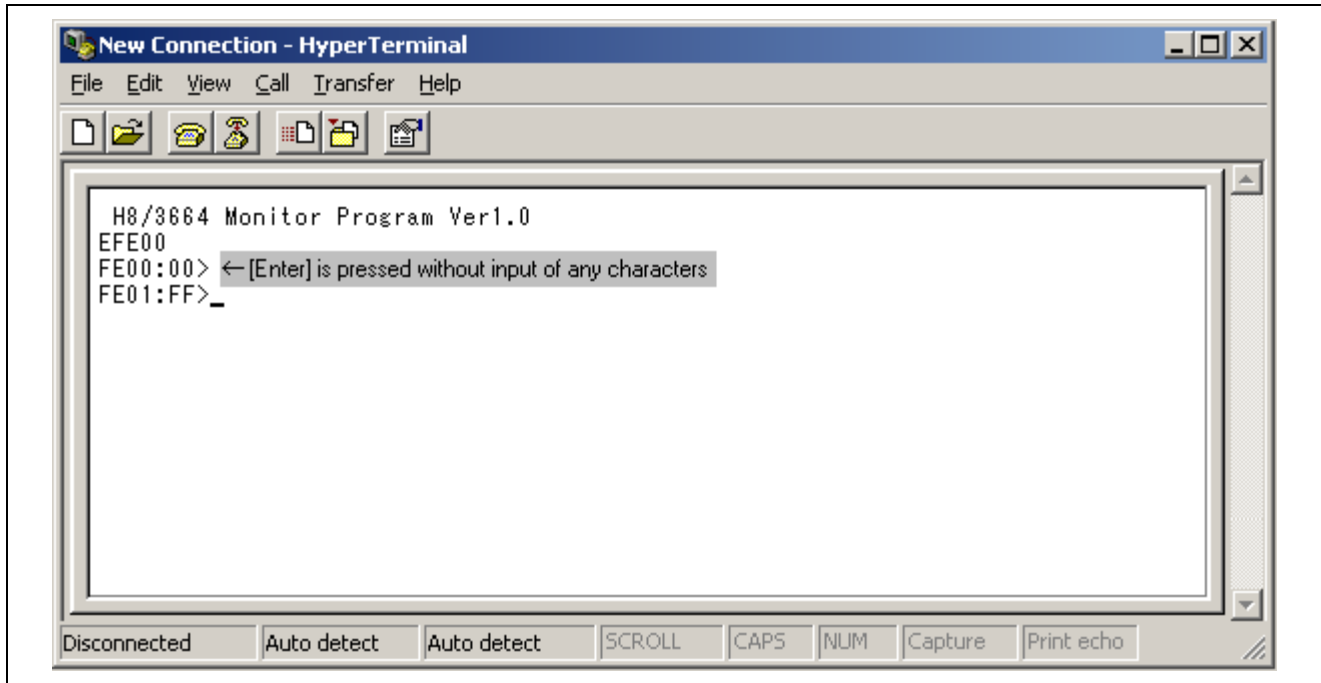 New Connection - HyperTerminal
File Edit View Call Transfer Help
H8/3664 Monitor Program Ver1.0
EFE00
FE00:00> ←[Enter] is pressed without input of any characters
FE01:FF>_
Disconnected Auto detect Auto detect SCROLL CAPS NUM Capture Print echo